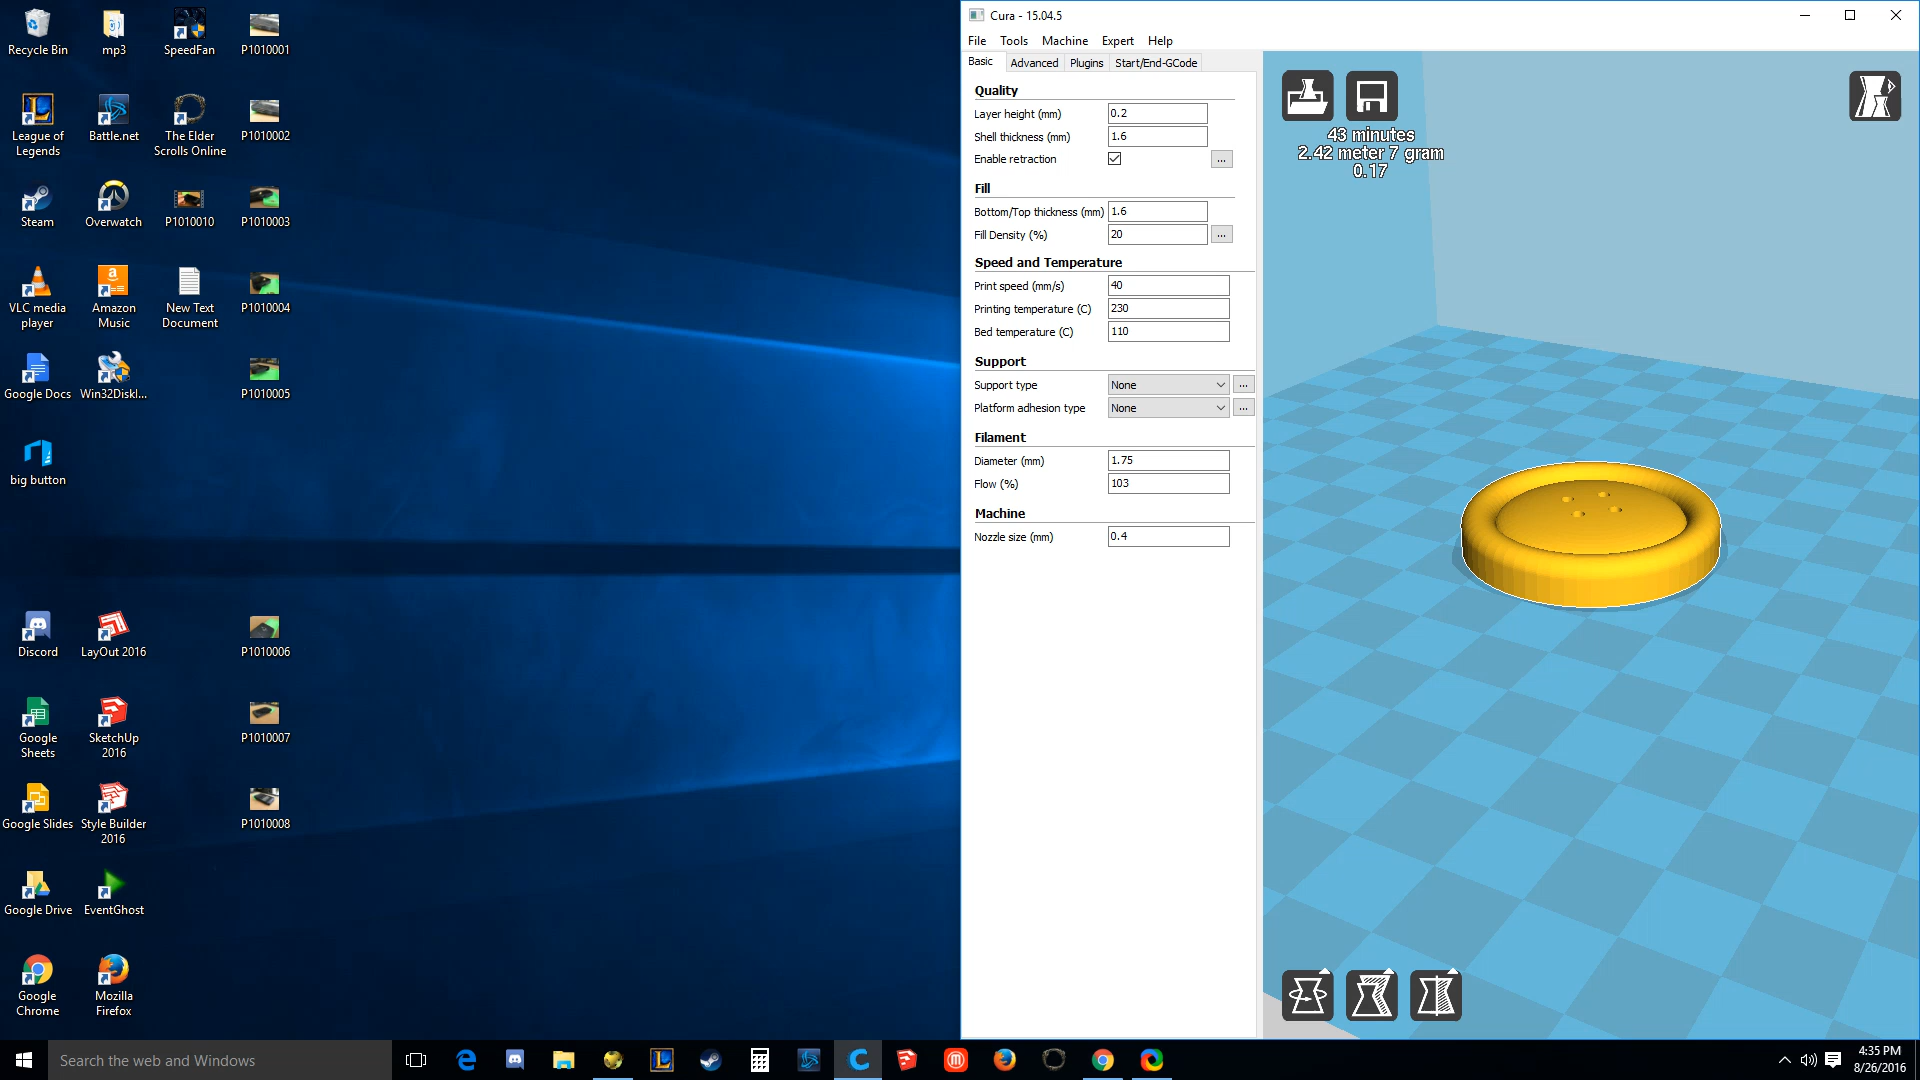 Recycle Bin
mp3
SpeedFan
P1010001
League of
Legends
Battle.net
The Elder
Scrolls Online
P1010002
Steam
Overwatch
P1010010
P1010003
VLC media
player
Amazon
Music
New Text
Document
P1010004
Google Docs
Win32DiskI...
P1010005
big button
Discord
LayOut 2016
P1010006
Google
Sheets
SketchUp
2016
P1010007
Google Slides
Style Builder
2016
P1010008
Google Drive
EventGhost
Google
Chrome
Mozilla
Firefox
Cura - 15.04.5
File Tools Machine Expert Help
Basic Advanced Plugins Start/End-GCode
Quality
Layer height (mm) 0.2
Shell thickness (mm) 1.6
Enable retraction ...
Fill
Bottom/Top thickness (mm) 1.6
Fill Density (%) 20 ...
Speed and Temperature
Print speed (mm/s) 40
Printing temperature (C) 230
Bed temperature (C) 110
Support
Support type None ...
Platform adhesion type None ...
Filament
Diameter (mm) 1.75
Flow (%) 103
Machine
Nozzle size (mm) 0.4
43 minutes
2.42 meter 7 gram
0.17
Search the web and Windows
4:35 PM
8/26/2016